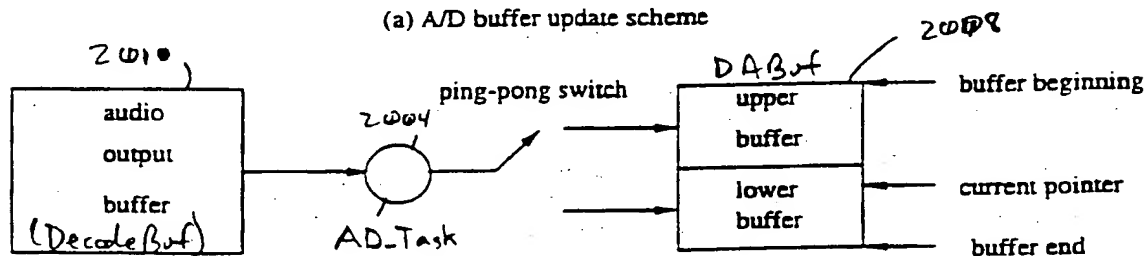 (a) A/D buffer update scheme
2010
2008
DABuf
audio
output
buffer
(DecodeBuf)
2004
AD_Task
ping-pong switch
upper
buffer
lower
buffer
buffer beginning
current pointer
buffer end